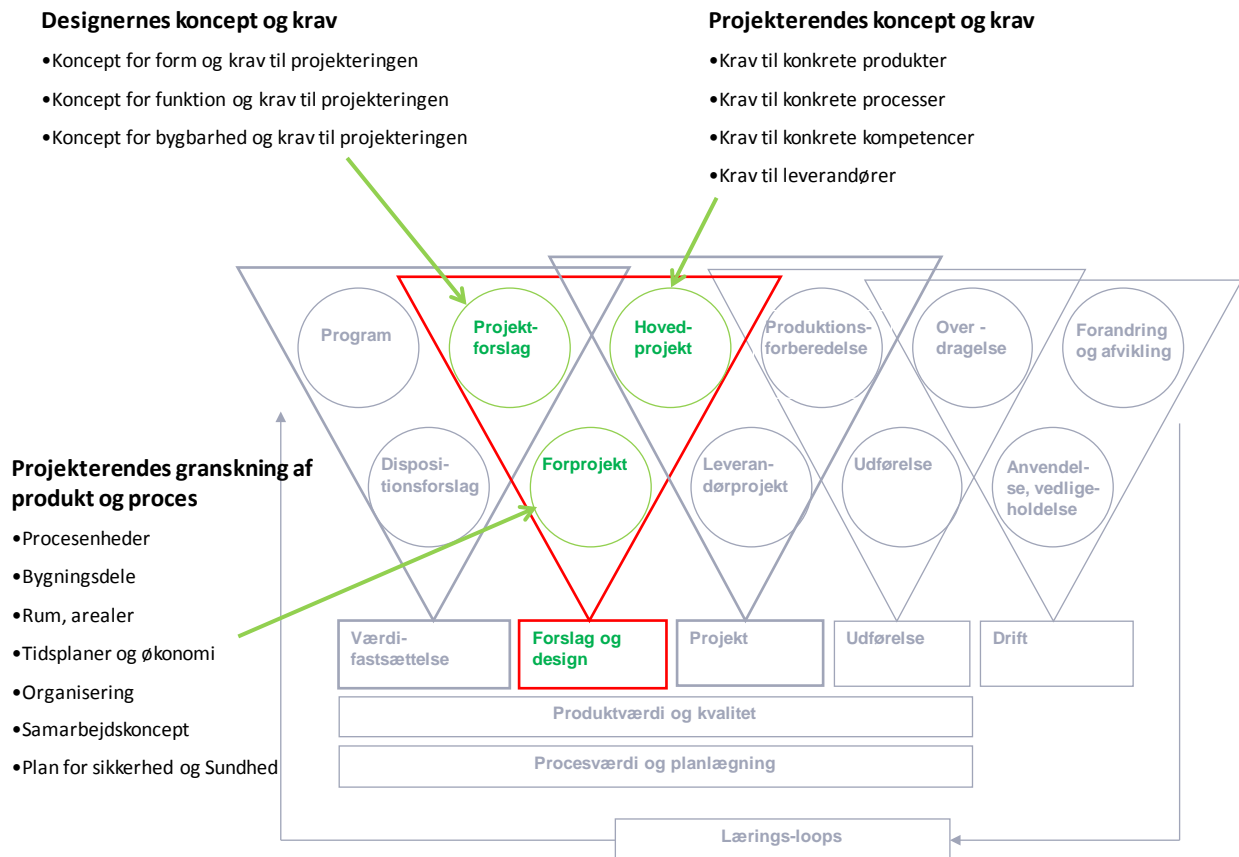 Designernes koncept og krav
•Koncept for form og krav til projekteringen
•Koncept for funktion og krav til projekteringen
•Koncept for bygbarhed og krav til projekteringen
Projekterendes koncept og krav
•Krav til konkrete produkter
•Krav til konkrete processer
•Krav til konkrete kompetencer
•Krav til leverandører
Program
Projekt-
forslag
Hoved-
projekt
Produktions-
forberedelse
Over -
dragelse
Forandring
og afvikling
Disposi-
tionsforslag
Forprojekt
Leveran-
dørprojekt
Udførelse
Anvendel-
se, vedlige-
holdelse
Projekterendes granskning af
produkt og proces
•Procesenheder
•Bygningsdele
•Rum, arealer
•Tidsplaner og økonomi
•Organisering
•Samarbejdskoncept
•Plan for sikkerhed og Sundhed
Værdi-
fastsættelse
Forslag og
design
Projekt
Udførelse
Drift
Produktværdi og kvalitet
Procesværdi og planlægning
Lærings-loops